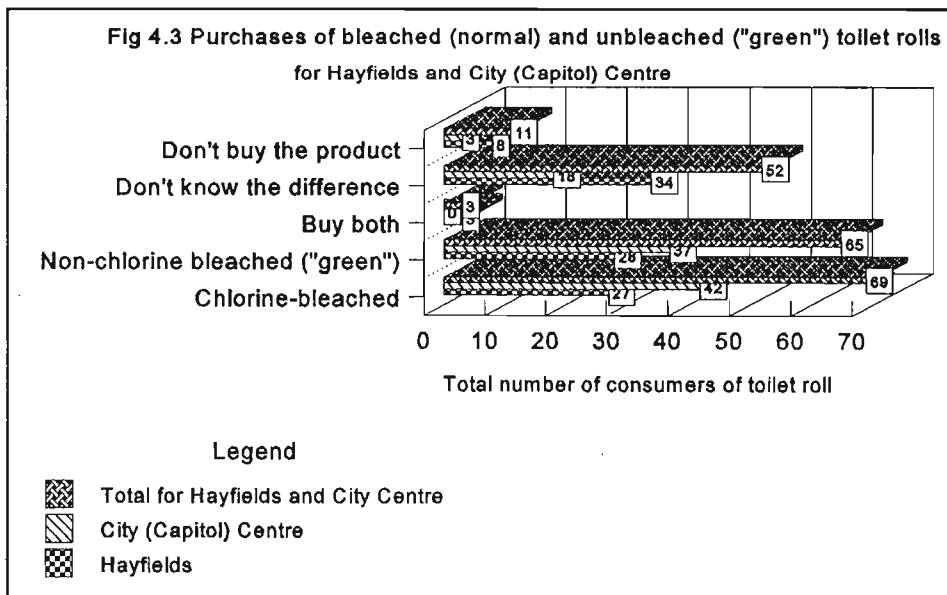 Fig 4.3 Purchases of bleached (normal) and unbleached ("green") toilet rolls
for Hayfields and City (Capitol) Centre
Don't buy the product
3 8 11
Don't know the difference
18 34 52
Buy both
0 3 3
Non-chlorine bleached ("green")
28 37 65
Chlorine-bleached
27 42 69
0 10 20 30 40 50 60 70
Total number of consumers of toilet roll
Legend
Total for Hayfields and City Centre
City (Capitol) Centre
Hayfields